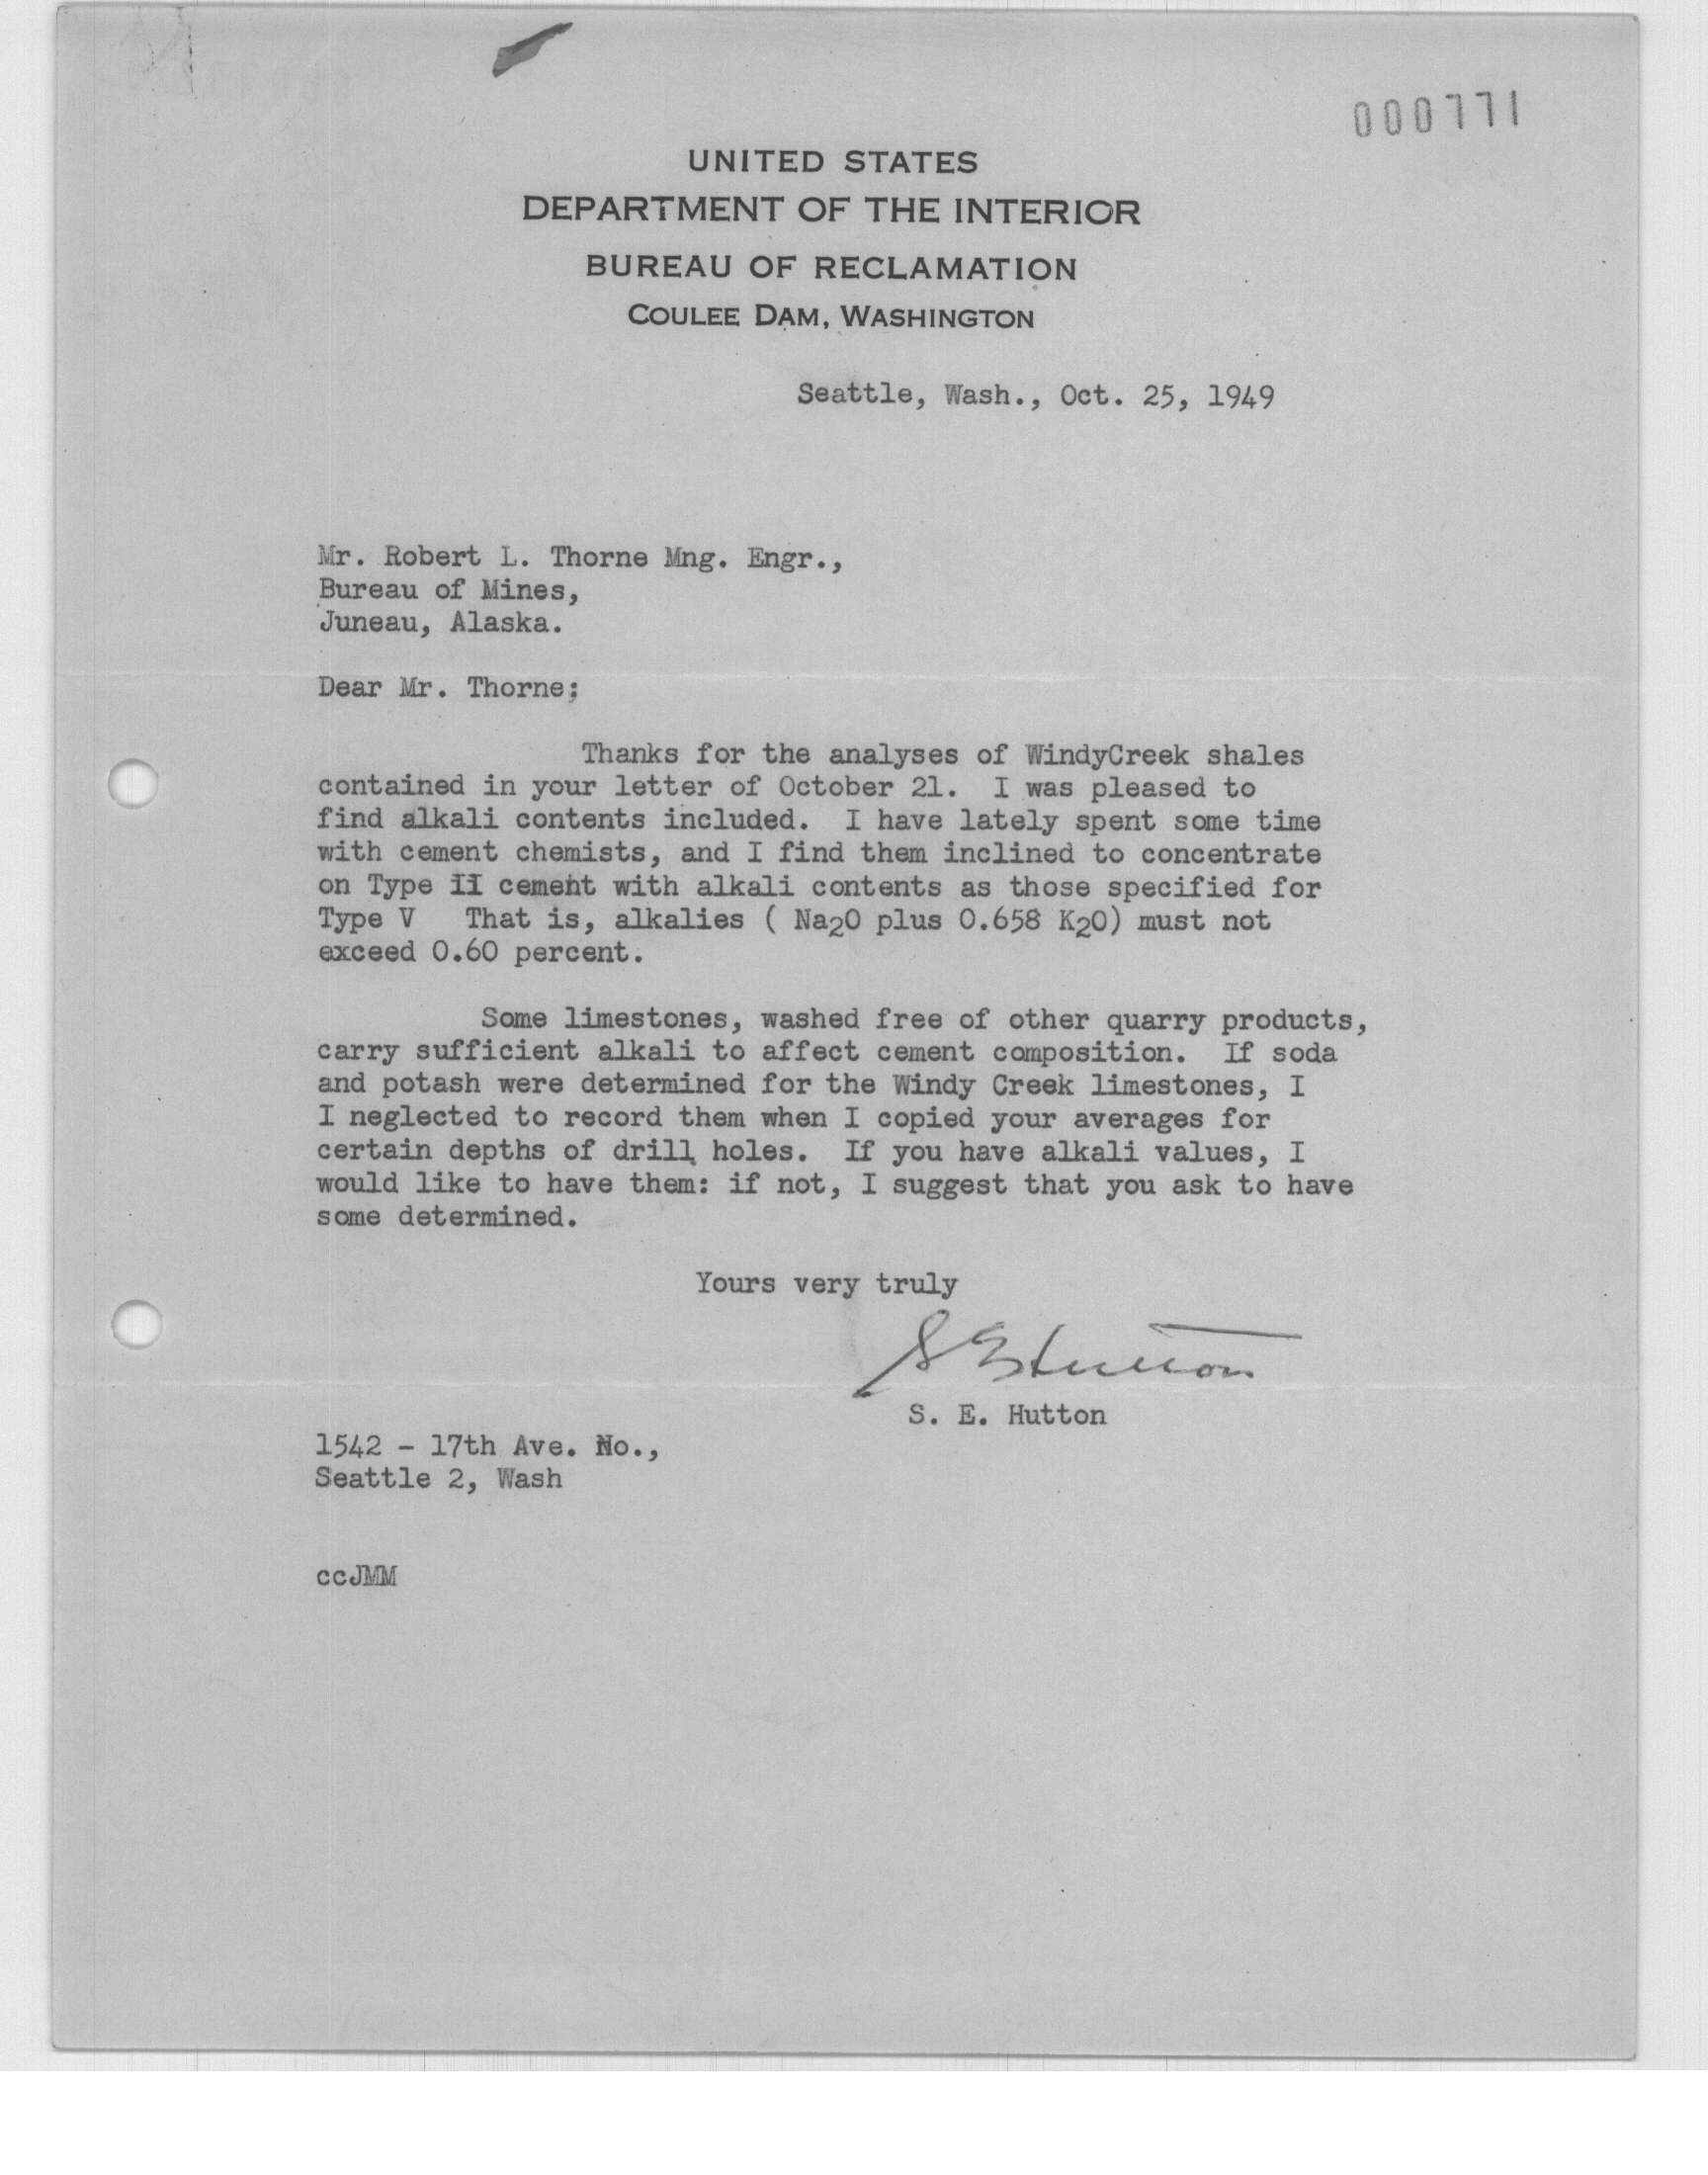 000771
UNITED STATES
DEPARTMENT OF THE INTERIOR
BUREAU OF RECLAMATION
COULEE DAM, WASHINGTON
Seattle, Wash., Oct. 25, 1949
Mr. Robert L. Thorne Mng. Engr.,
Bureau of Mines,
Juneau, Alaska.
Dear Mr. Thorne:
Thanks for the analyses of WindyCreek shales
contained in your letter of October 21. I was pleased to
find alkali contents included. I have lately spent some time
with cement chemists, and I find them inclined to concentrate
on Type II cement with alkali contents as those specified for
Type V That is, alkalies ( Na2O plus 0.658 K2O) must not
exceed 0.60 percent.
Some limestones, washed free of other quarry products,
carry sufficient alkali to affect cement composition. If soda
and potash were determined for the Windy Creek limestones, I
I neglected to record them when I copied your averages for
certain depths of drill holes. If you have alkali values, I
would like to have them: if not, I suggest that you ask to have
some determined.
Yours very truly
S E Hutton
S. E. Hutton
1542 - 17th Ave. No.,
Seattle 2, Wash
ccJMM